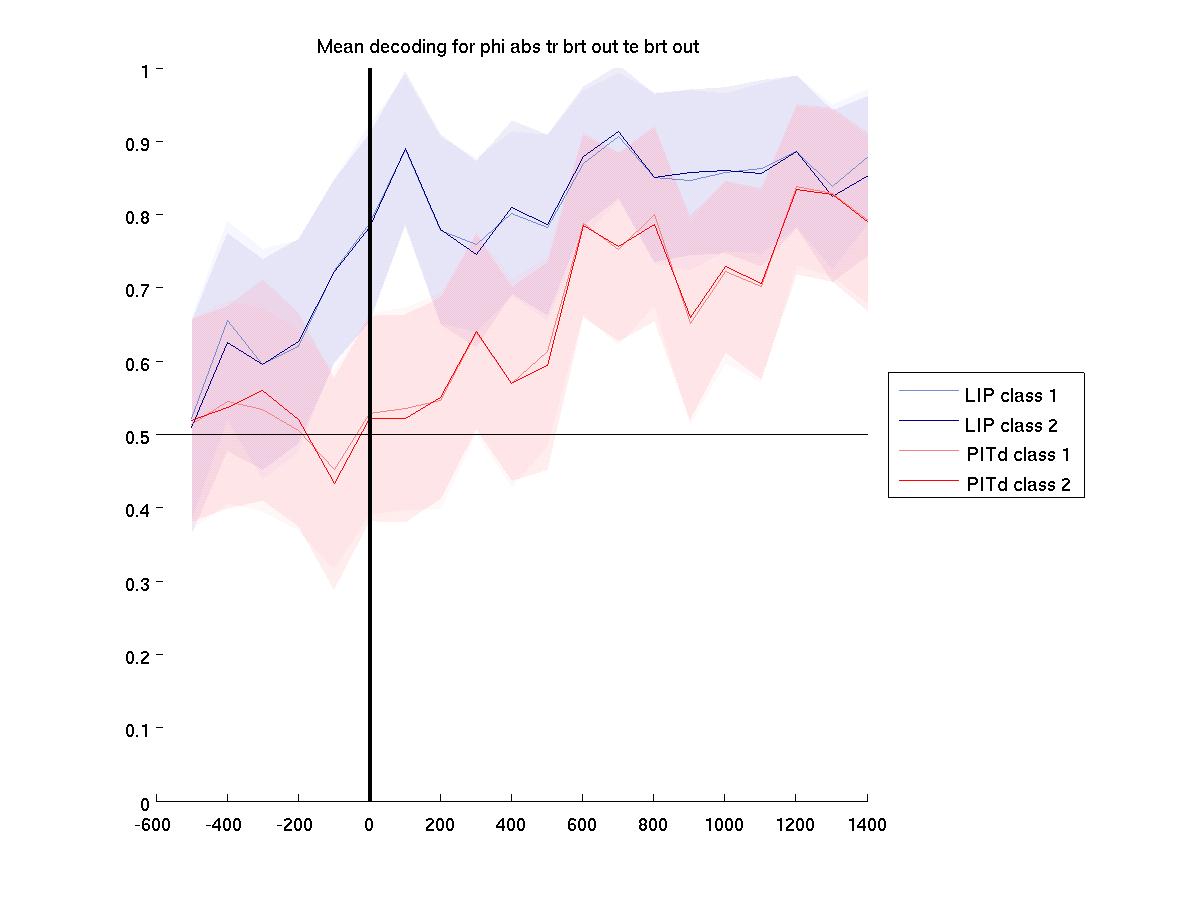 Mean decoding for phi abs tr brt out te brt out
1
0.9
0.8
0.7
0.6
0.5
0.4
0.3
0.2
0.1
0
-600 -400 -200 0 200 400 600 800 1000 1200 1400
LIP class 1
LIP class 2
PITd class 1
PITd class 2